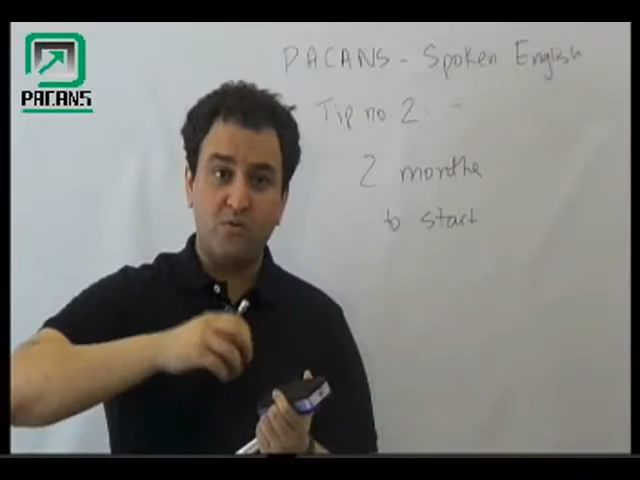 PACANS
PACANS - Spoken English
Tip no. 2 -
2 months
to start